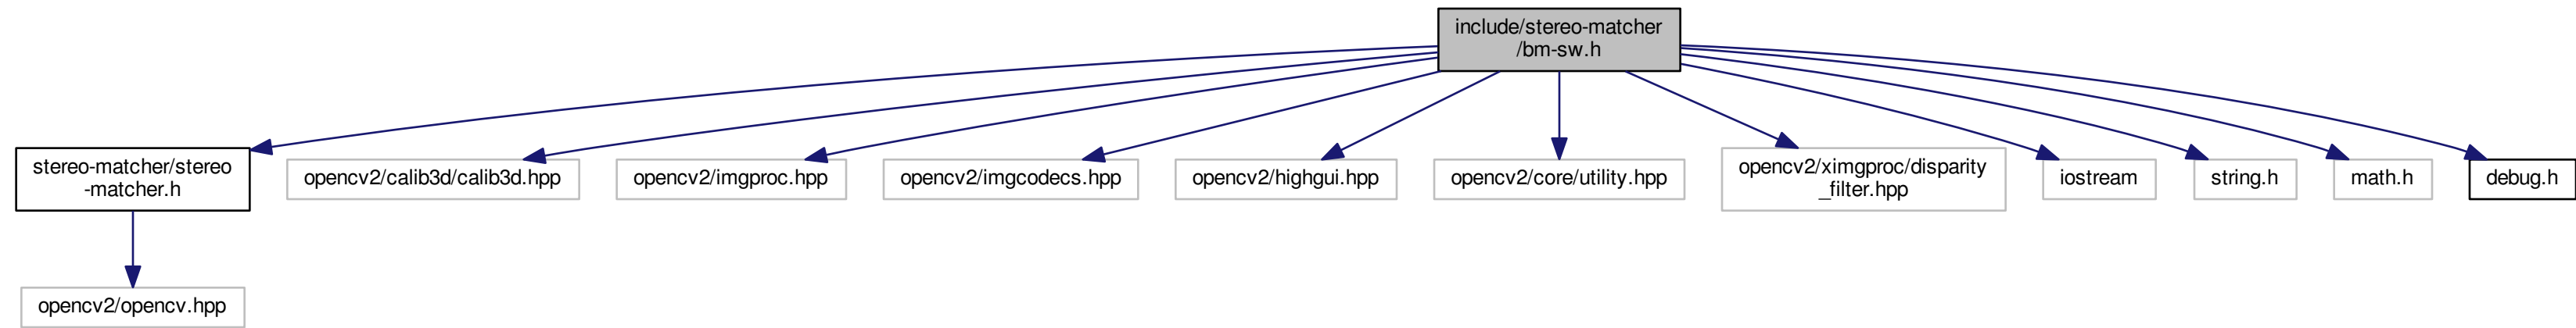 include/stereo-matcher
/bm-sw.h
stereo-matcher/stereo
-matcher.h
opencv2/calib3d/calib3d.hpp
opencv2/imgproc.hpp
opencv2/imgcodecs.hpp
opencv2/highgui.hpp
opencv2/core/utility.hpp
opencv2/ximgproc/disparity
_filter.hpp
iostream
string.h
math.h
debug.h
opencv2/opencv.hpp